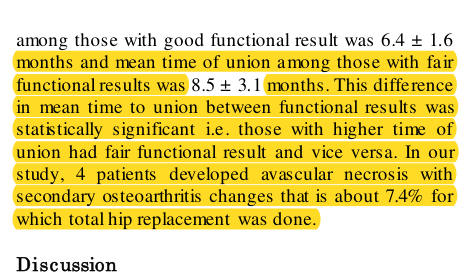 among those with good functional result was 6.4 ± 1.6
months and mean time of union among those with fair
functional results was 8.5 ± 3.1 months. This difference
in mean time to union between functional results was
statistically significant i.e. those with higher time of
union had fair functional result and vice versa. In our
study, 4 patients developed avascular necrosis with
secondary osteoarthritis changes that is about 7.4% for
which total hip replacement was done.
Discussion